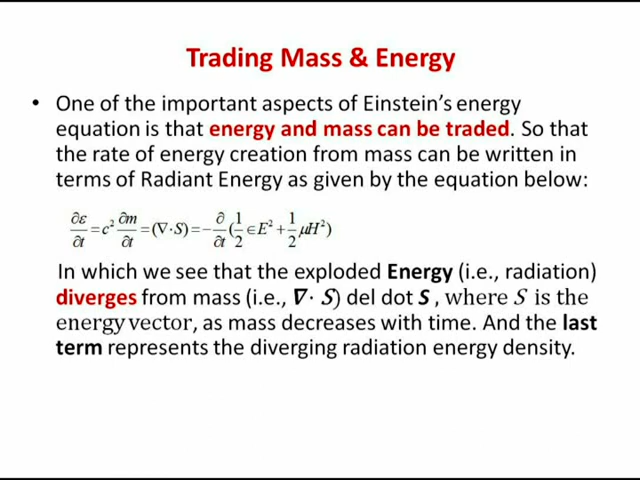 Trading Mass & Energy
• One of the important aspects of Einstein's energy
equation is that energy and mass can be traded. So that
the rate of energy creation from mass can be written in
terms of Radiant Energy as given by the equation below:
∂ε/∂t = c² ∂m/∂t = (∇·S) = −∂/∂t (1/2 ∈E² + 1/2 μH²)
In which we see that the exploded Energy (i.e., radiation)
diverges from mass (i.e., ∇· S) del dot S , where S is the
energy vector, as mass decreases with time. And the last
term represents the diverging radiation energy density.